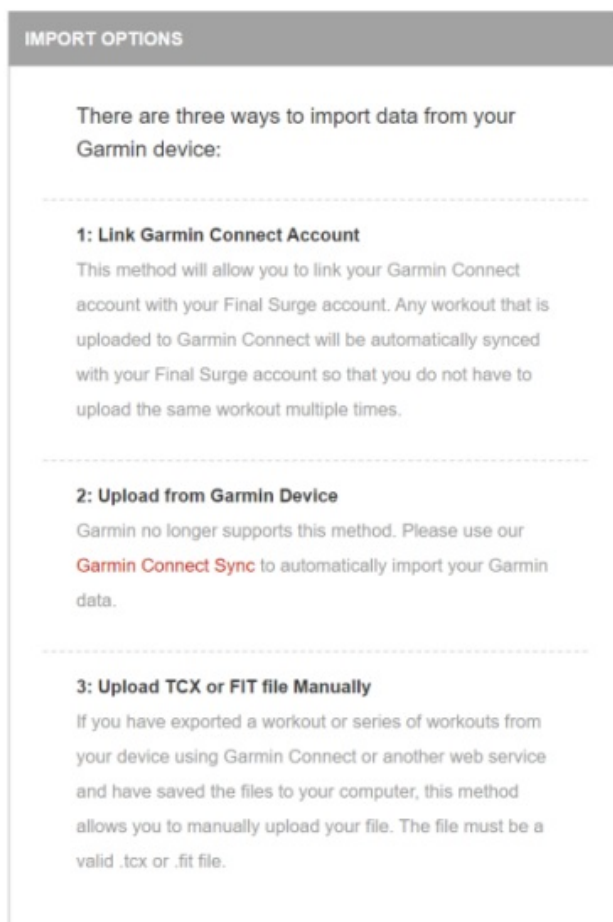 IMPORT OPTIONS
There are three ways to import data from your
Garmin device:
1: Link Garmin Connect Account
This method will allow you to link your Garmin Connect
account with your Final Surge account. Any workout that is
uploaded to Garmin Connect will be automatically synced
with your Final Surge account so that you do not have to
upload the same workout multiple times.
2: Upload from Garmin Device
Garmin no longer supports this method. Please use our
Garmin Connect Sync to automatically import your Garmin
data.
3: Upload TCX or FIT file Manually
If you have exported a workout or series of workouts from
your device using Garmin Connect or another web service
and have saved the files to your computer, this method
allows you to manually upload your file. The file must be a
valid .tcx or .fit file.